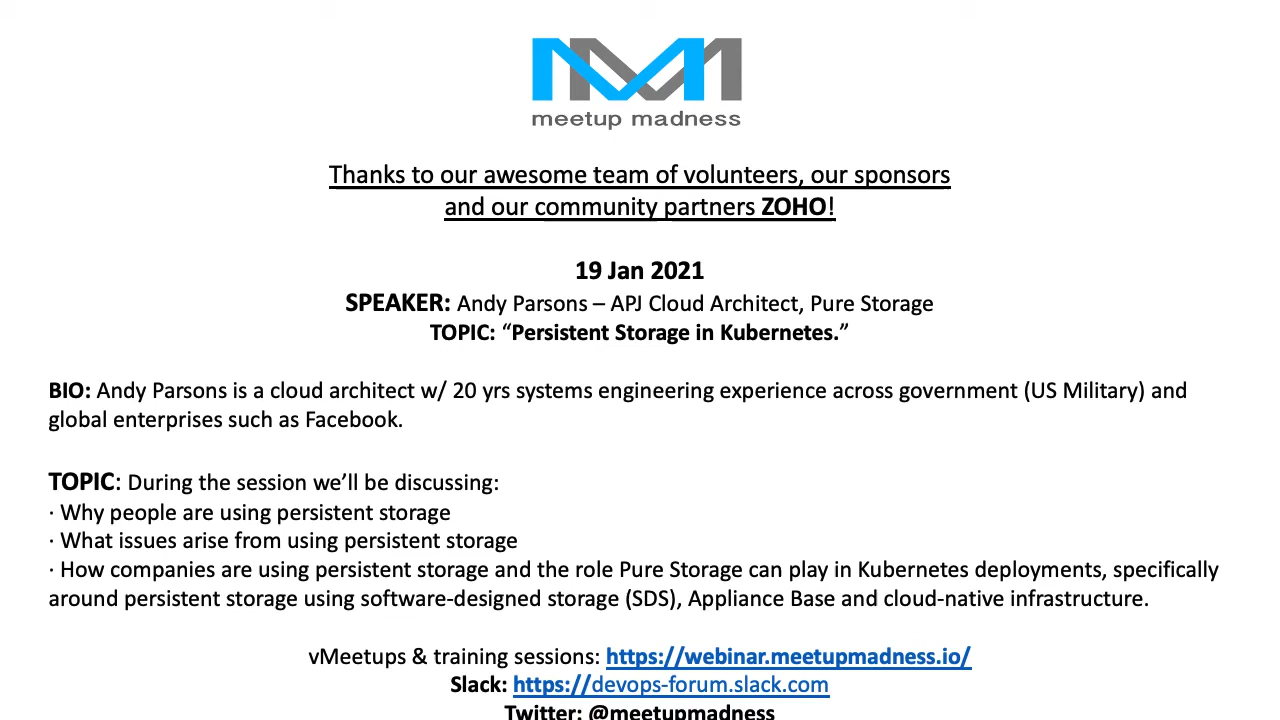 meetup madness
Thanks to our awesome team of volunteers, our sponsors
and our community partners ZOHO!
19 Jan 2021
SPEAKER: Andy Parsons – APJ Cloud Architect, Pure Storage
TOPIC: “Persistent Storage in Kubernetes.”
BIO: Andy Parsons is a cloud architect w/ 20 yrs systems engineering experience across government (US Military) and
global enterprises such as Facebook.
TOPIC: During the session we’ll be discussing:
· Why people are using persistent storage
· What issues arise from using persistent storage
· How companies are using persistent storage and the role Pure Storage can play in Kubernetes deployments, specifically
around persistent storage using software-designed storage (SDS), Appliance Base and cloud-native infrastructure.
vMeetups & training sessions: https://webinar.meetupmadness.io/
Slack: https://devops-forum.slack.com
Twitter: @meetupmadness